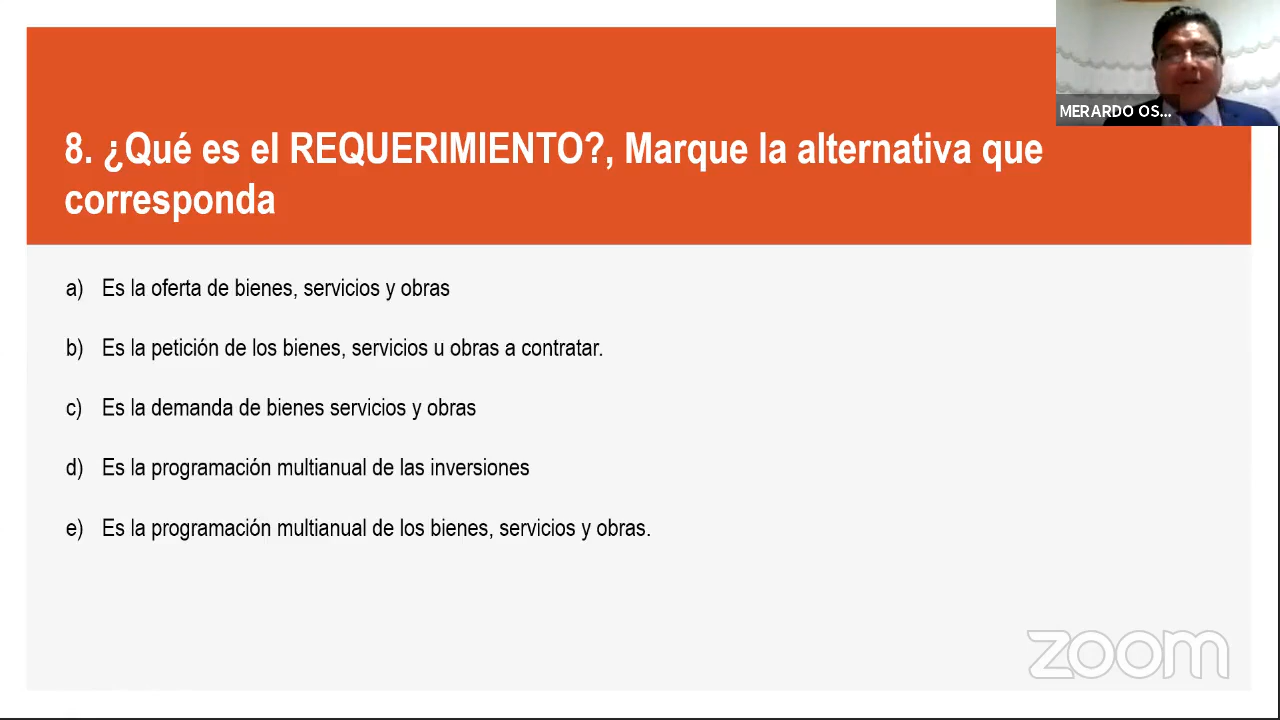 MERARDO OS...
8. ¿Qué es el REQUERIMIENTO?, Marque la alternativa que
corresponda
a) Es la oferta de bienes, servicios y obras
b) Es la petición de los bienes, servicios u obras a contratar.
c) Es la demanda de bienes servicios y obras
d) Es la programación multianual de las inversiones
e) Es la programación multianual de los bienes, servicios y obras.
zoom